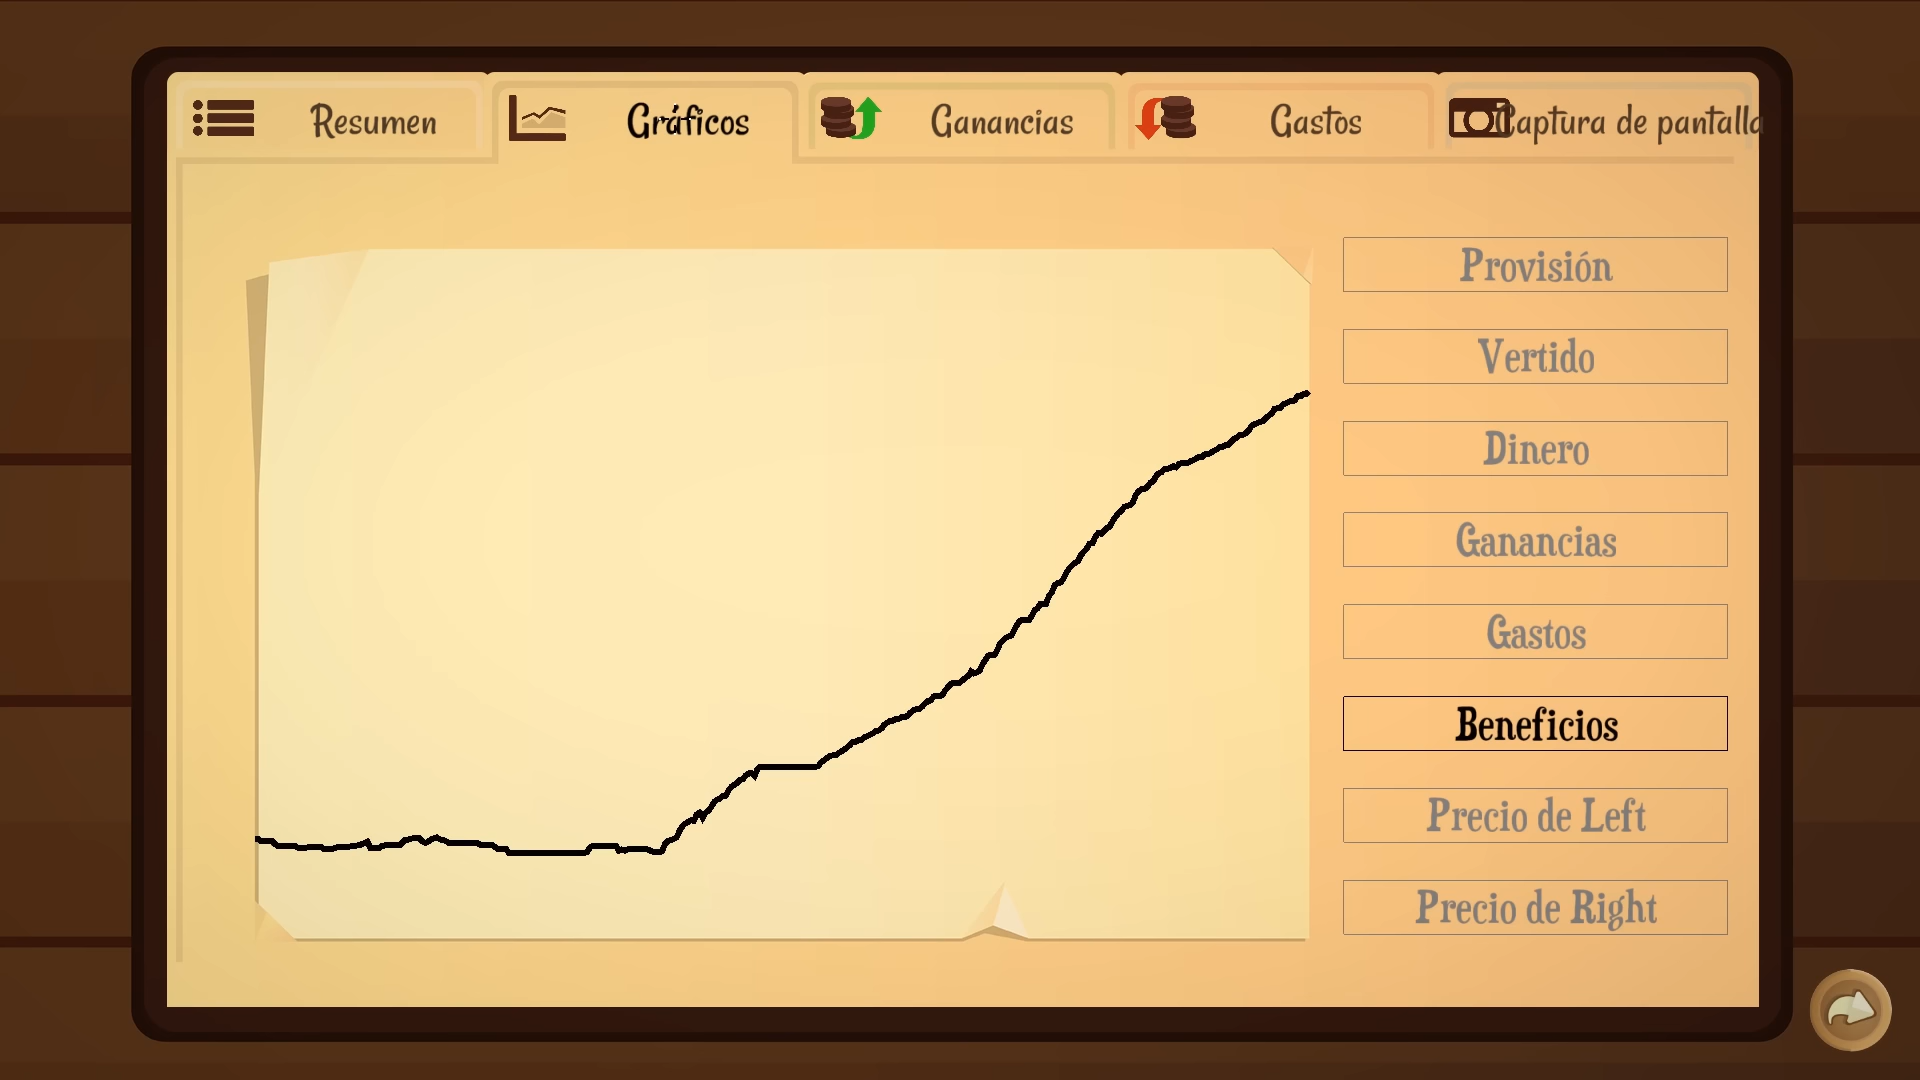 Resumen
Gráficos
Ganancias
Gastos
Captura de pantalla
Provisión
Vertido
Dinero
Ganancias
Gastos
Beneficios
Precio de Left
Precio de Right